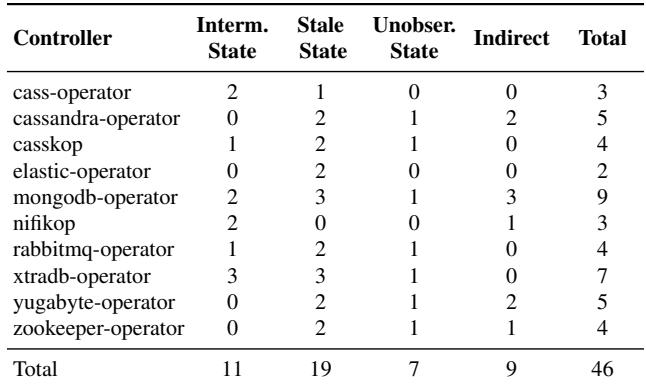 Controller Interm. State Stale State Unobser. State Indirect Total
cass-operator 2 1 0 0 3
cassandra-operator 0 2 1 2 5
casskop 1 2 1 0 4
elastic-operator 0 2 0 0 2
mongodb-operator 2 3 1 3 9
nifikop 2 0 0 1 3
rabbitmq-operator 1 2 1 0 4
xtradb-operator 3 3 1 0 7
yugabyte-operator 0 2 1 2 5
zookeeper-operator 0 2 1 1 4
Total 11 19 7 9 46